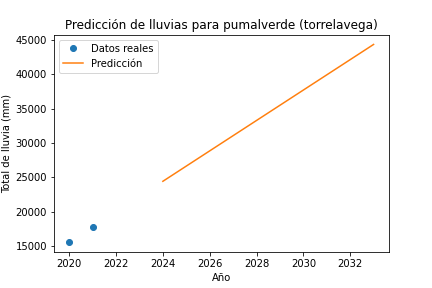 Predicción de lluvias para pumalverde (torrelavega)
Datos reales
Predicción
Total de lluvia (mm)
45000
40000
35000
30000
25000
20000
15000
2020 2022 2024 2026 2028 2030 2032
Año